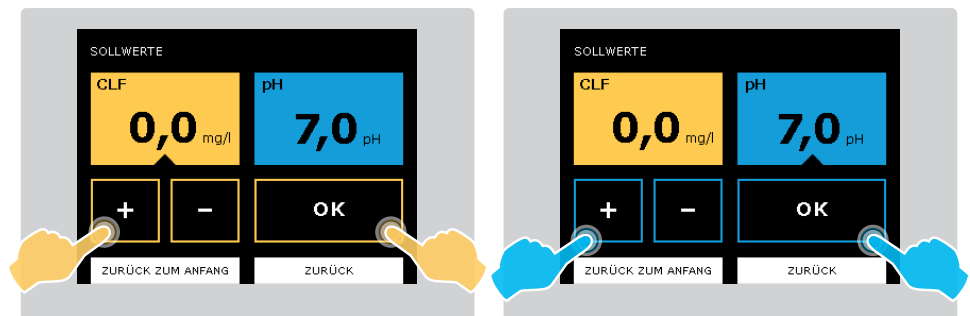 SOLLWERTE
CLF pH
0,0 mg/l 7,0 pH
+ - OK
ZURÜCK ZUM ANFANG ZURÜCK
SOLLWERTE
CLF pH
0,0 mg/l 7,0 pH
+ - OK
ZURÜCK ZUM ANFANG ZURÜCK